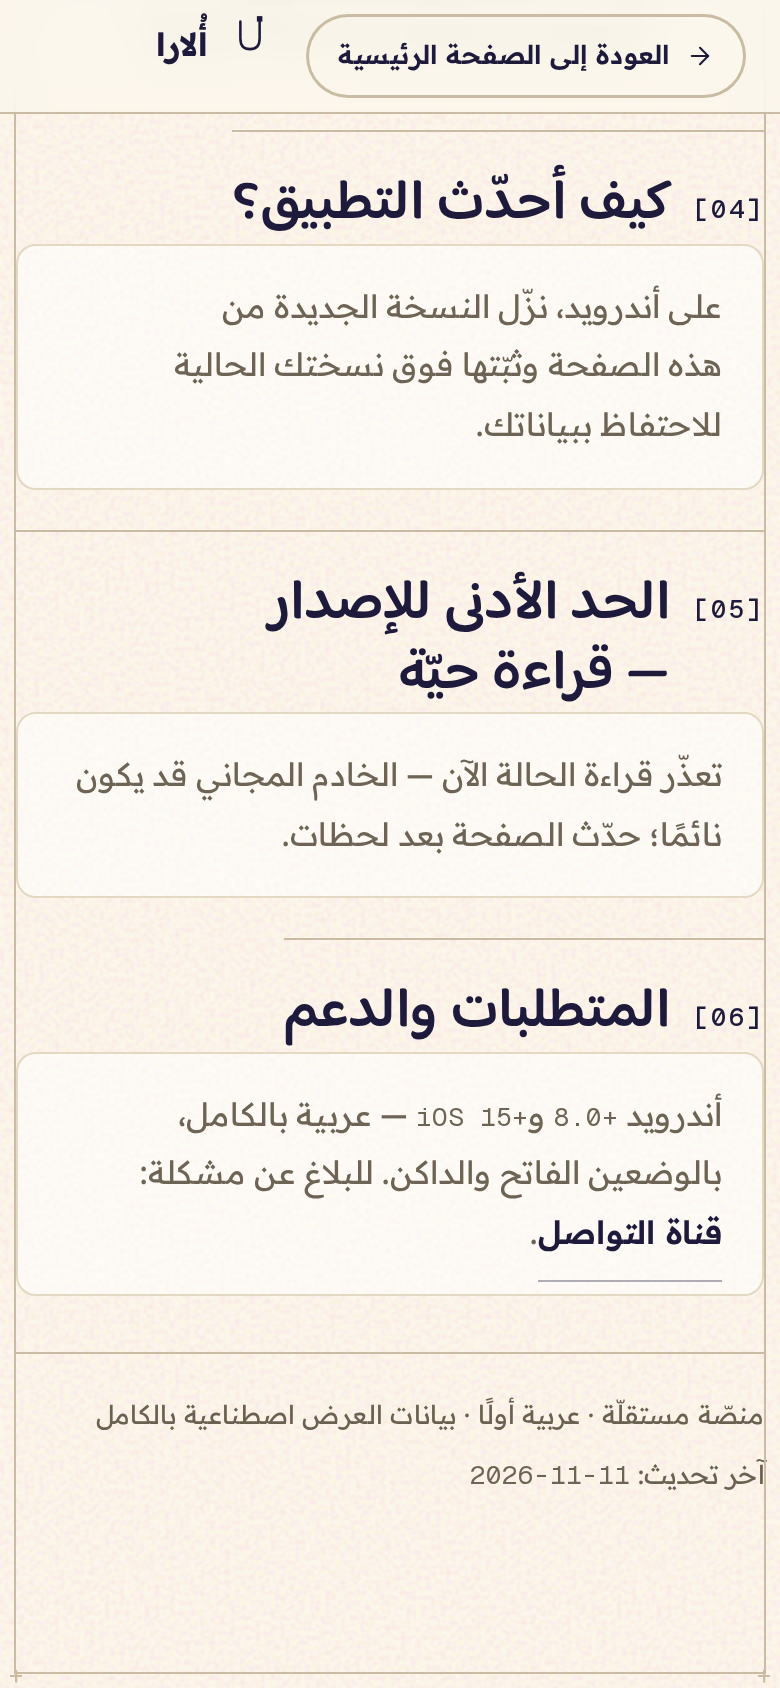 العودة إلى الصفحة الرئيسية →
ألارا
[04] كيف أحدّث التطبيق؟
على أندرويد، نزّل النسخة الجديدة من
هذه الصفحة وثبّتها فوق نسختك الحالية
للاحتفاظ ببياناتك.
[05] الحد الأدنى للإصدار
— قراءة حيّة
تعذّر قراءة الحالة الآن — الخادم المجاني قد يكون
نائمًا؛ حدّث الصفحة بعد لحظات.
[06] المتطلبات والدعم
أندرويد 8.0+ وiOS 15+ — عربية بالكامل،
بالوضعين الفاتح والداكن. للبلاغ عن مشكلة:
قناة التواصل.
منصّة مستقلّة · عربية أولًا · بيانات العرض اصطناعية بالكامل
آخر تحديث: 2026-11-11